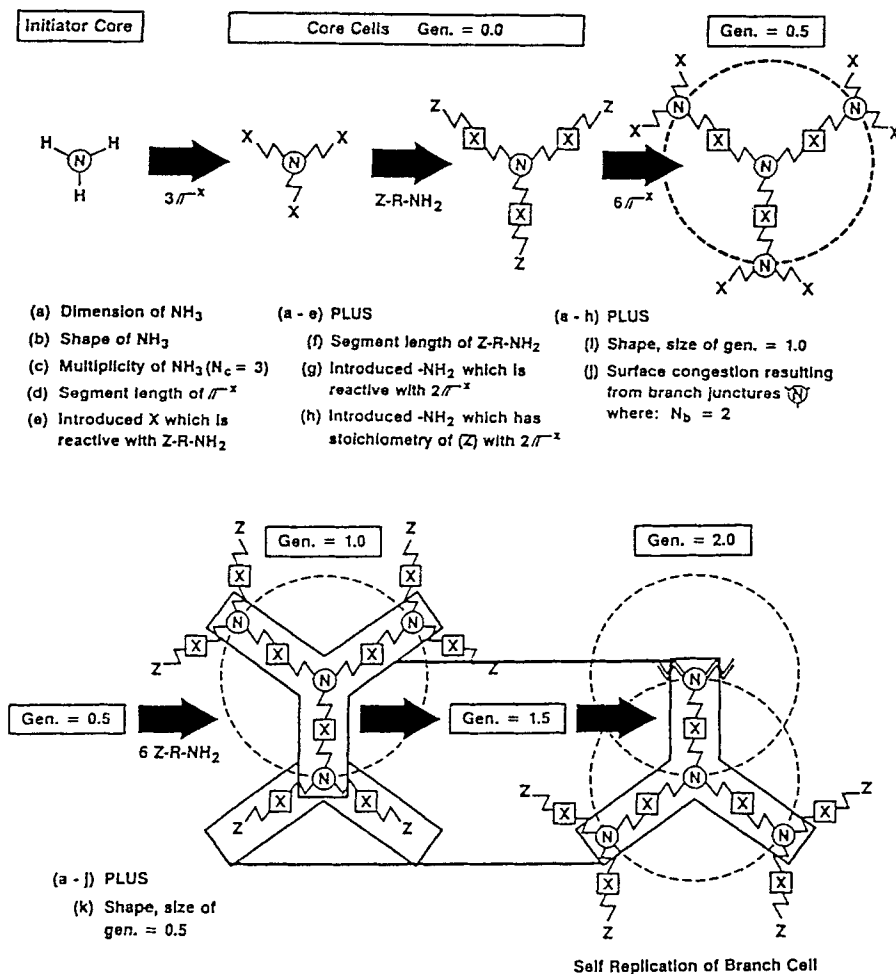 Initiator Core
Core Cells Gen. = 0.0
Gen. = 0.5
H N H
H
3 x
X N X
X
Z-R-NH2
Z X N X Z
X
Z
6 x
X X
X N N X
X X
N
X
X N X
(a) Dimension of NH3
(b) Shape of NH3
(c) Multiplicity of NH3 (Nc = 3)
(d) Segment length of x
(e) Introduced X which is
reactive with Z-R-NH2
(a - e) PLUS
(f) Segment length of Z-R-NH2
(g) Introduced -NH2 which is
reactive with 2 x
(h) Introduced -NH2 which has
stoichiometry of (Z) with 2 x
(a - h) PLUS
(i) Shape, size of gen. = 1.0
(j) Surface congestion resulting
from branch junctures N
where: Nb = 2
Gen. = 1.0
Gen. = 2.0
Z Z
X X
N N
Z X X X X Z
N
X
N
Z X X Z
Gen. = 0.5
6 Z-R-NH2
Gen. = 1.5
N
X
N
Z X X X X Z
N N
X X
Z Z
(a - j) PLUS
(k) Shape, size of
gen. = 0.5
Self Replication of Branch Cell